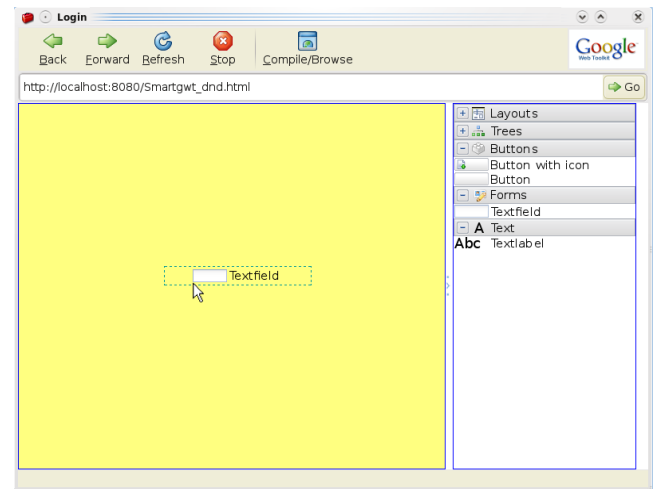 Login
Back Forward Refresh Stop Compile/Browse
Google
Web Toolkit
http://localhost:8080/Smartgwt_dnd.html
Go
Layouts
Trees
Buttons
Button with icon
Button
Forms
Textfield
A Text
Abc Textlabel
Textfield